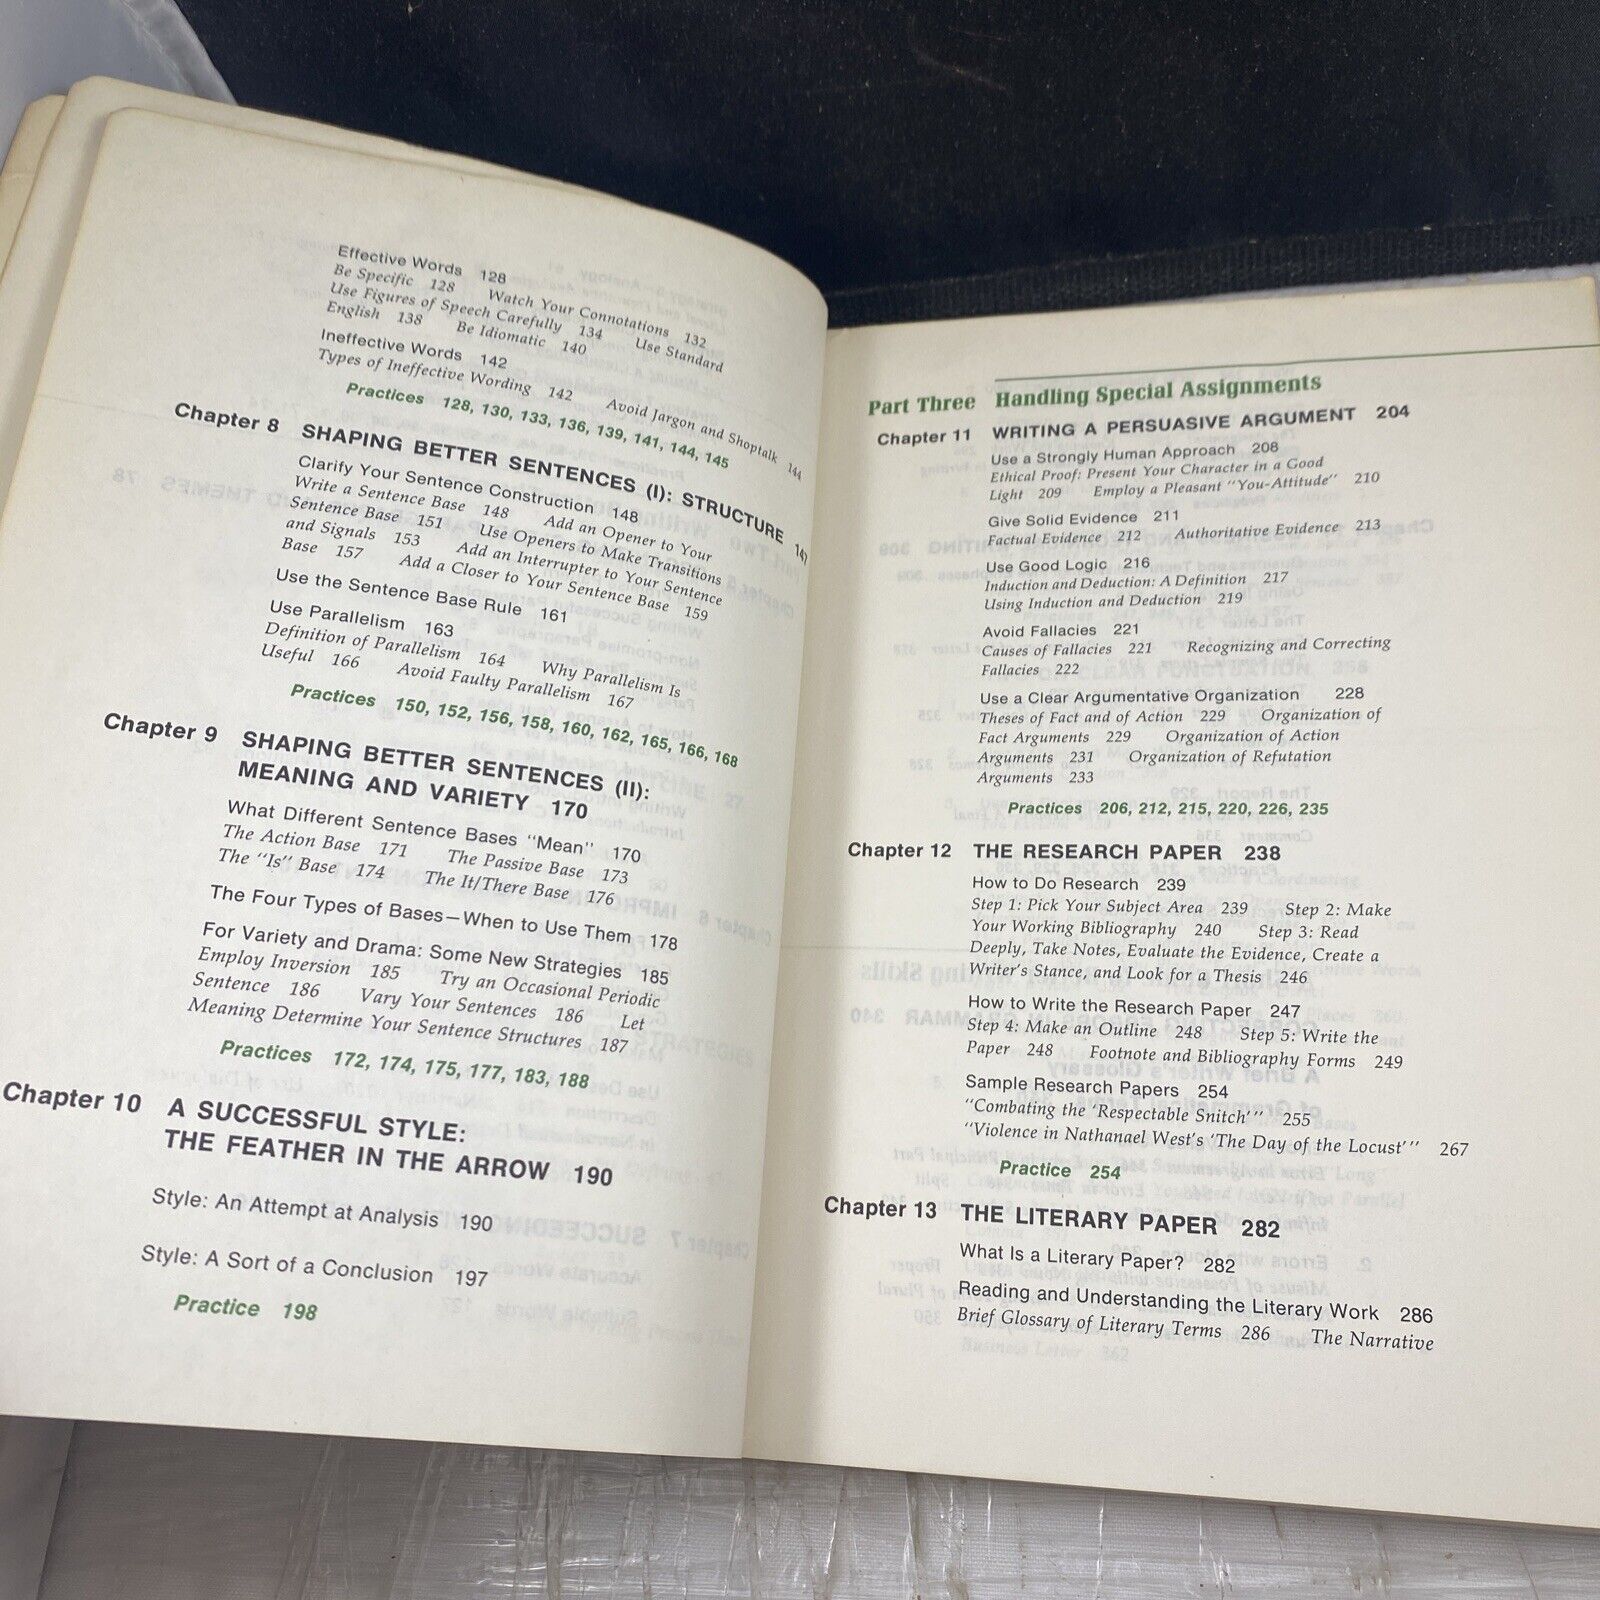 Effective Words 128
Be Specific 128 Watch Your Connotations 132
Use Figures of Speech Carefully 134 Use Standard
English 138 Be Idiomatic 140
Ineffective Words 142
Types of Ineffective Wording 142 Avoid Jargon and Shoptalk 144
Practices 128, 130, 133, 136, 139, 141, 144, 145
Chapter 8 SHAPING BETTER SENTENCES (I): STRUCTURE 147
Clarify Your Sentence Construction 148
Write a Sentence Base 148 Add an Opener to Your
Sentence Base 151 Use Openers to Make Transitions
and Signals 153 Add an Interrupter to Your Sentence
Base 157 Add a Closer to Your Sentence Base 159
Use the Sentence Base Rule 161
Use Parallelism 163
Definition of Parallelism 164 Why Parallelism Is
Useful 166 Avoid Faulty Parallelism 167
Practices 150, 152, 156, 158, 160, 162, 165, 166, 168
Chapter 9 SHAPING BETTER SENTENCES (II):
MEANING AND VARIETY 170
What Different Sentence Bases "Mean" 170
The Action Base 171 The Passive Base 173
The "Is" Base 174 The It/There Base 176
The Four Types of Bases—When to Use Them 178
For Variety and Drama: Some New Strategies 185
Employ Inversion 185 Try an Occasional Periodic
Sentence 186 Vary Your Sentences 186 Let
Meaning Determine Your Sentence Structures 187
Practices 172, 174, 175, 177, 183, 188
Chapter 10 A SUCCESSFUL STYLE:
THE FEATHER IN THE ARROW 190
Style: An Attempt at Analysis 190
Style: A Sort of a Conclusion 197
Practice 198
Part Three Handling Special Assignments
Chapter 11 WRITING A PERSUASIVE ARGUMENT 204
Use a Strongly Human Approach 208
Ethical Proof: Present Your Character in a Good
Light 209 Employ a Pleasant "You-Attitude" 210
Give Solid Evidence 211
Factual Evidence 212 Authoritative Evidence 213
Use Good Logic 216
Induction and Deduction: A Definition 217
Using Induction and Deduction 219
Avoid Fallacies 221
Causes of Fallacies 221 Recognizing and Correcting
Fallacies 222
Use a Clear Argumentative Organization 228
Theses of Fact and of Action 229 Organization of
Fact Arguments 229 Organization of Action
Arguments 231 Organization of Refutation
Arguments 233
Practices 206, 212, 215, 220, 226, 235
Chapter 12 THE RESEARCH PAPER 238
How to Do Research 239
Step 1: Pick Your Subject Area 239 Step 2: Make
Your Working Bibliography 240 Step 3: Read
Deeply, Take Notes, Evaluate the Evidence, Create a
Writer's Stance, and Look for a Thesis 246
How to Write the Research Paper 247
Step 4: Make an Outline 248 Step 5: Write the
Paper 248 Footnote and Bibliography Forms 249
Sample Research Papers 254
"Combating the 'Respectable Snitch'" 255
"Violence in Nathanael West's 'The Day of the Locust'" 267
Practice 254
Chapter 13 THE LITERARY PAPER 282
What Is a Literary Paper? 282
Reading and Understanding the Literary Work 286
Brief Glossary of Literary Terms 286 The Narrative